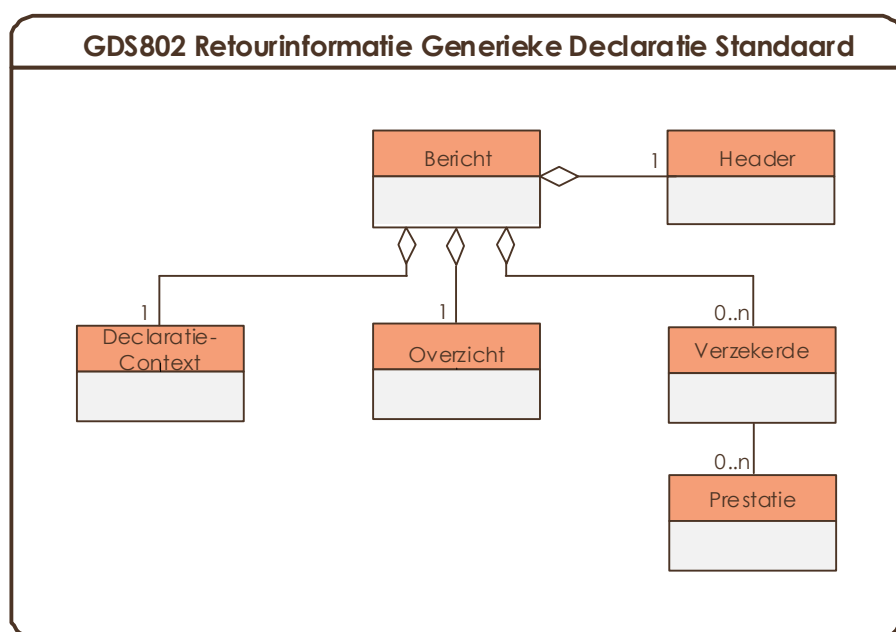 GDS802 Retourinformatie Generieke Declaratie Standaard
Bericht
1
Header
1
Declaratie-
Context
1
Overzicht
0..n
Verzekerde
0..n
Prestatie